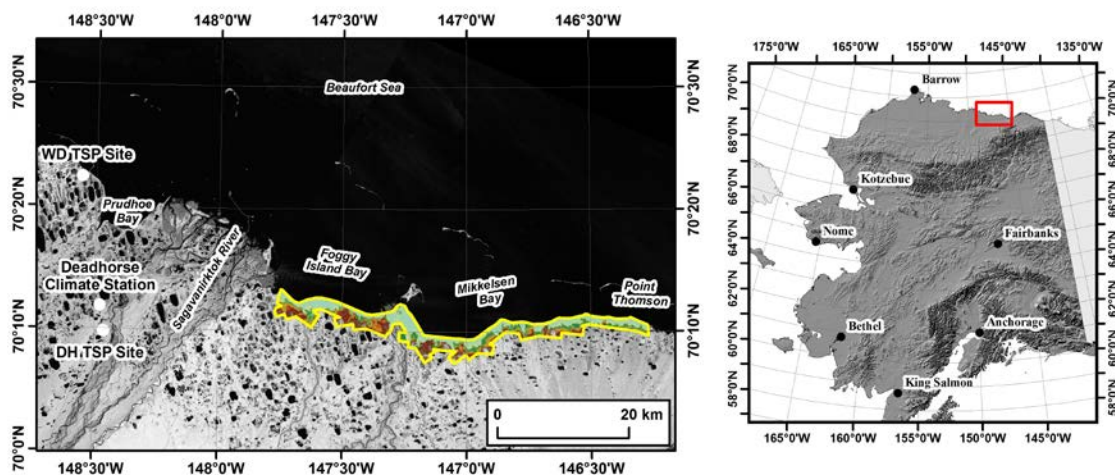 148°30'W 148°0'W 147°30'W 147°0'W 146°30'W
70°30'N
70°20'N
70°10'N
70°0'N
70°30'N
70°20'N
70°10'N
70°0'N
Beaufort Sea
WD TSP Site
Prudhoe
Bay
Deadhorse
Climate Station
Sagavanirktok River
DH TSP Site
Foggy
Island Bay
Mikkelsen
Bay
Point
Thomson
0 20 km
148°30'W 148°0'W 147°30'W 147°0'W 146°30'W
175°0'W 165°0'W 155°0'W 145°0'W 135°0'W
70°0'N
68°0'N
66°0'N
64°0'N
62°0'N
60°0'N
58°0'N
70°0'N
68°0'N
66°0'N
64°0'N
62°0'N
60°0'N
58°0'N
Barrow
Kotzebue
Nome
Fairbanks
Bethel
Anchorage
King Salmon
165°0'W 160°0'W 155°0'W 150°0'W 145°0'W